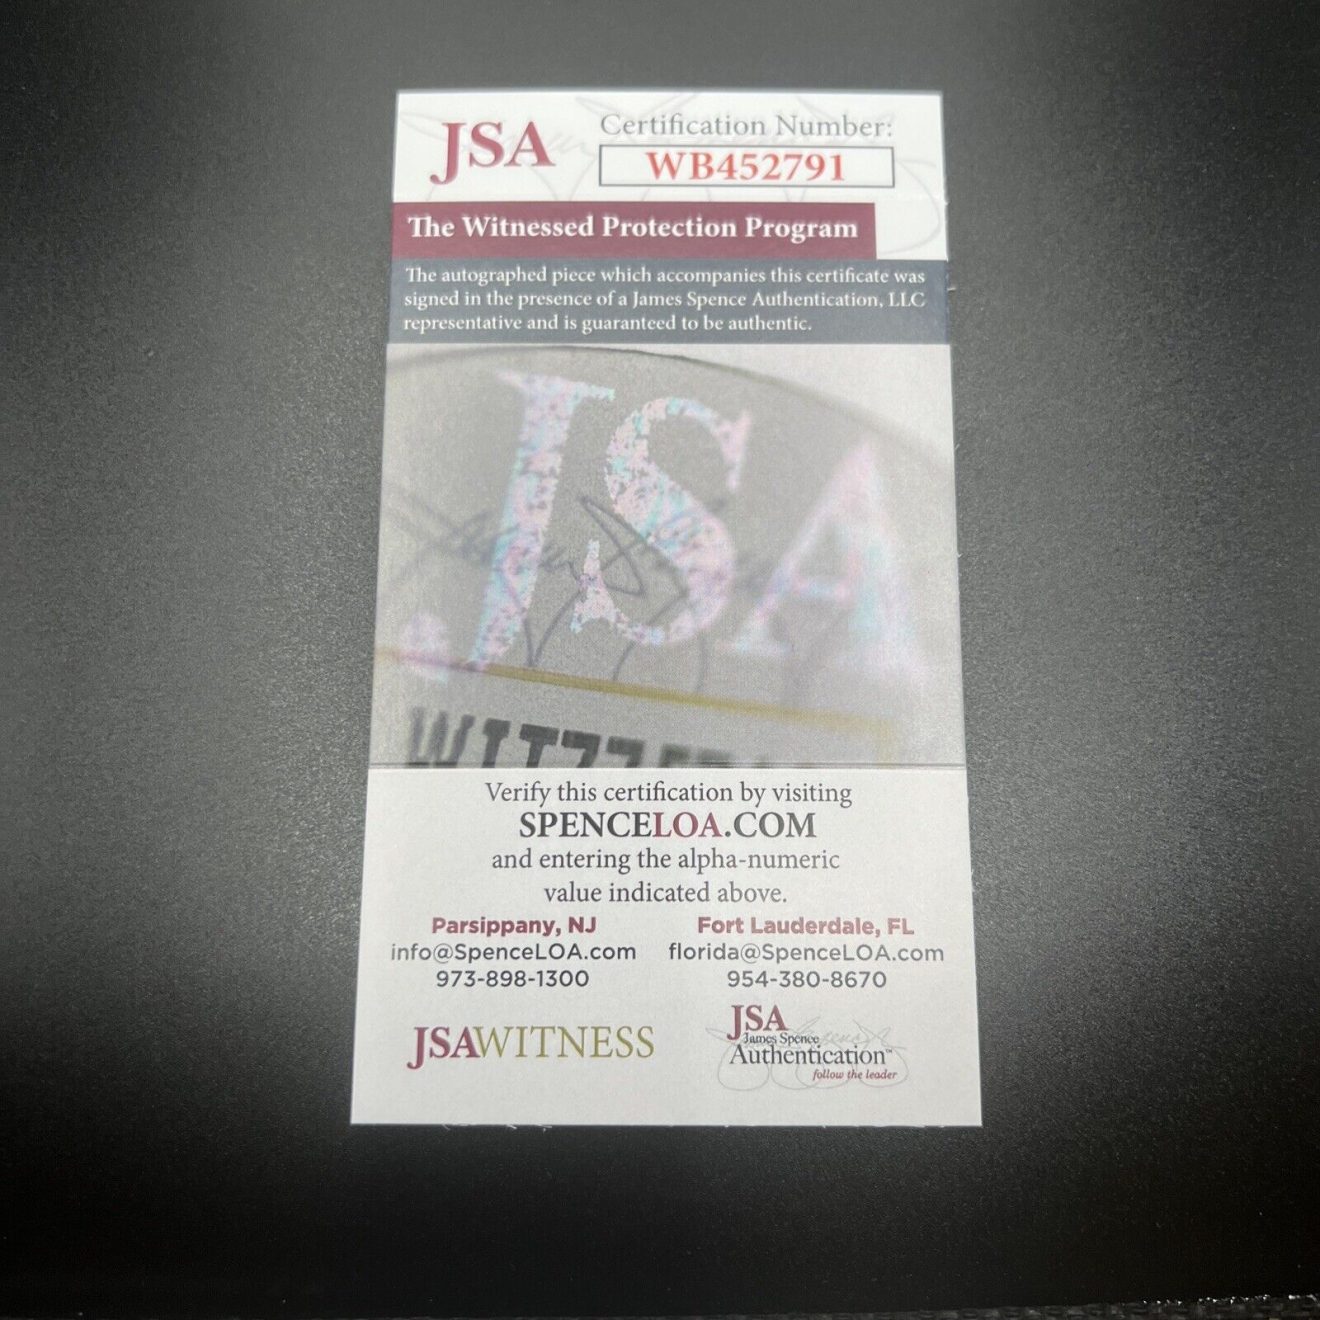 JSA
Certification Number:
WB452791
The Witnessed Protection Program
The autographed piece which accompanies this certificate was
signed in the presence of a James Spence Authentication, LLC
representative and is guaranteed to be authentic.
JSA
Verify this certification by visiting
SPENCELOA.COM
and entering the alpha-numeric
value indicated above.
Parsippany, NJ
info@SpenceLOA.com
973-898-1300
Fort Lauderdale, FL
florida@SpenceLOA.com
954-380-8670
JSAWITNESS
JSA
James Spence
Authentication™
follow the leader